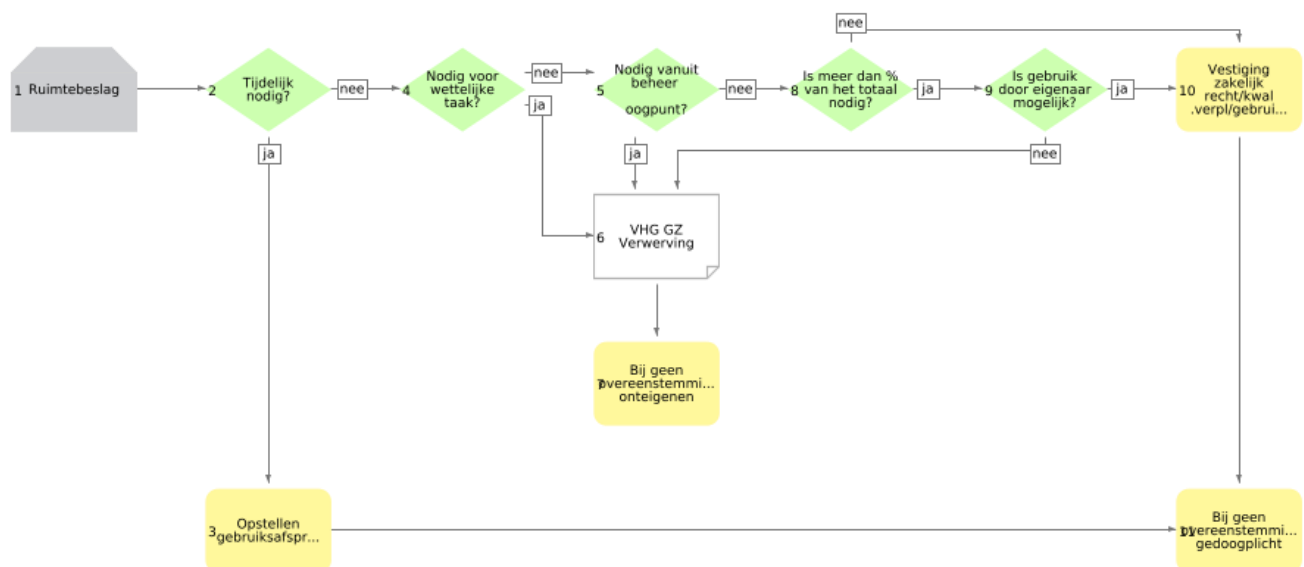 nee
1 Ruimtebeslag
2 Tijdelijk
nodig?
nee
4 Nodig voor
wettelijke
taak?
nee
ja
5 Nodig vanuit
beheer
oogpunt?
nee
8 Is meer dan %
van het totaal
nodig?
ja
9 Is gebruik
door eigenaar
mogelijk?
ja
10 Vestiging
zakelijk
recht/kwal
.verpl/gebrui...
ja
ja
nee
6 VHG GZ
Verwerving
7 Bij geen
overeenstemmi...
onteigenen
3 Opstellen
gebruiksafspr...
11 Bij geen
overeenstemmi...
gedoogplicht